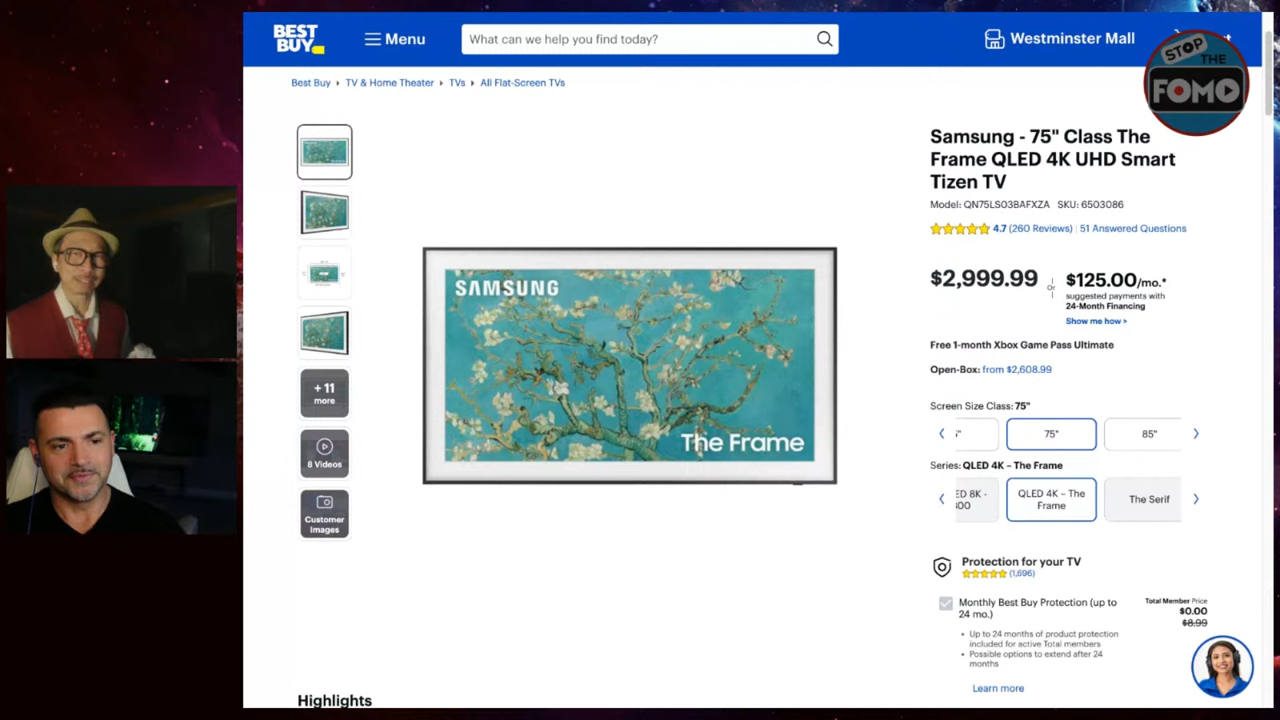 BEST
BUY
Menu
What can we help you find today?
Westminster Mall
STOP
THE
FOMO
Best Buy
TV & Home Theater
TVs
All Flat-Screen TVs
Samsung - 75" Class The
Frame QLED 4K UHD Smart
Tizen TV
Model: QN75LS03BAFXZA SKU: 6503086
4.7 (260 Reviews) | 51 Answered Questions
$2,999.99
or
$125.00/mo.*
suggested payments with
24-Month Financing
Show me how >
Free 1-month Xbox Game Pass Ultimate
Open-Box: from $2,608.99
Screen Size Class: 75"
75"
85"
Series: QLED 4K – The Frame
ED 8K -
QLED 4K – The
Frame
The Serif
SAMSUNG
The Frame
+ 11
more
8 Videos
Customer
Images
Protection for your TV
(1,696)
Monthly Best Buy Protection (up to
24 mo.)
Total Member Price
$0.00
$8.99
• Up to 24 months of product protection
included for active Total members
• Possible options to extend after 24
months
Learn more
Highlights